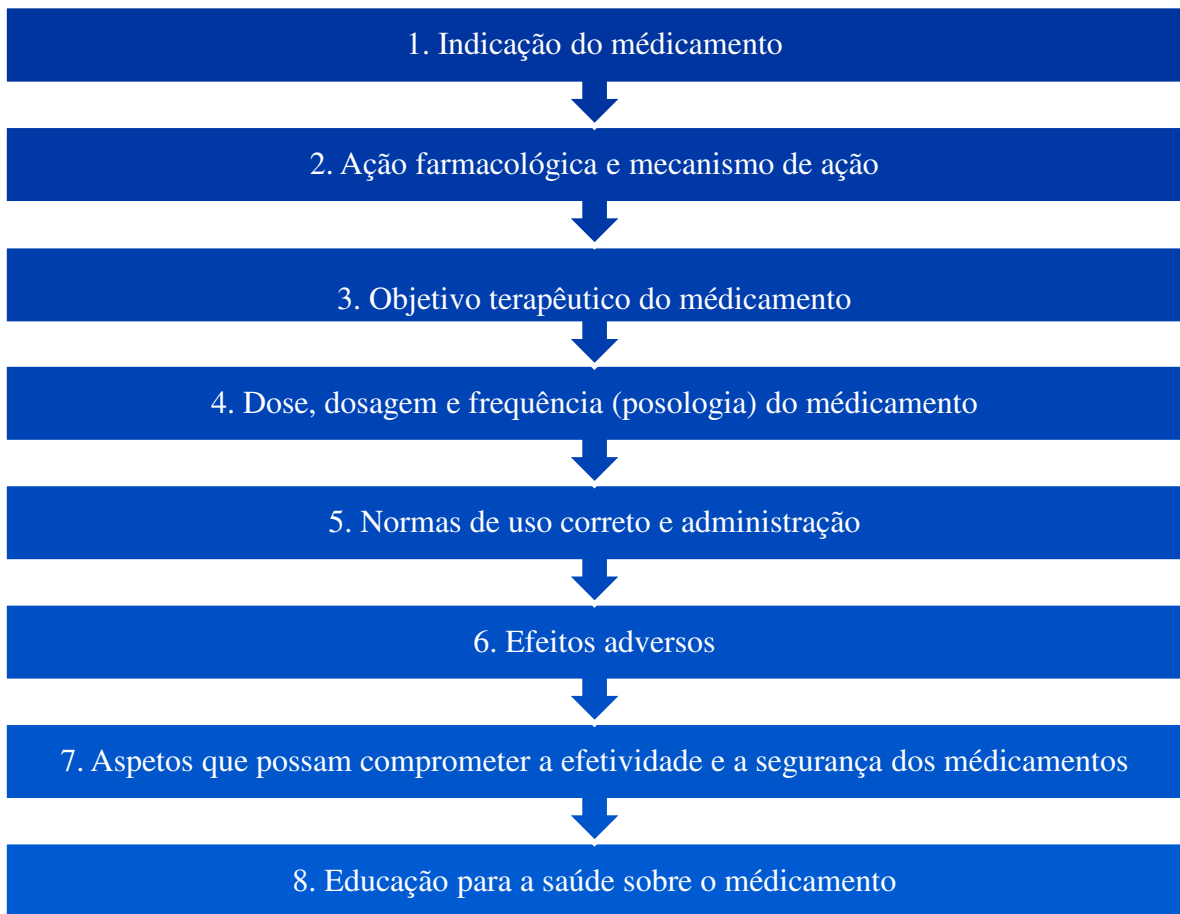 1. Indicação do médicamento
2. Ação farmacológica e mecanismo de ação
3. Objetivo terapêutico do médicamento
4. Dose, dosagem e frequência (posologia) do médicamento
5. Normas de uso correto e administração
6. Efeitos adversos
7. Aspetos que possam comprometer a efetividade e a segurança dos médicamentos
8. Educação para a saúde sobre o médicamento